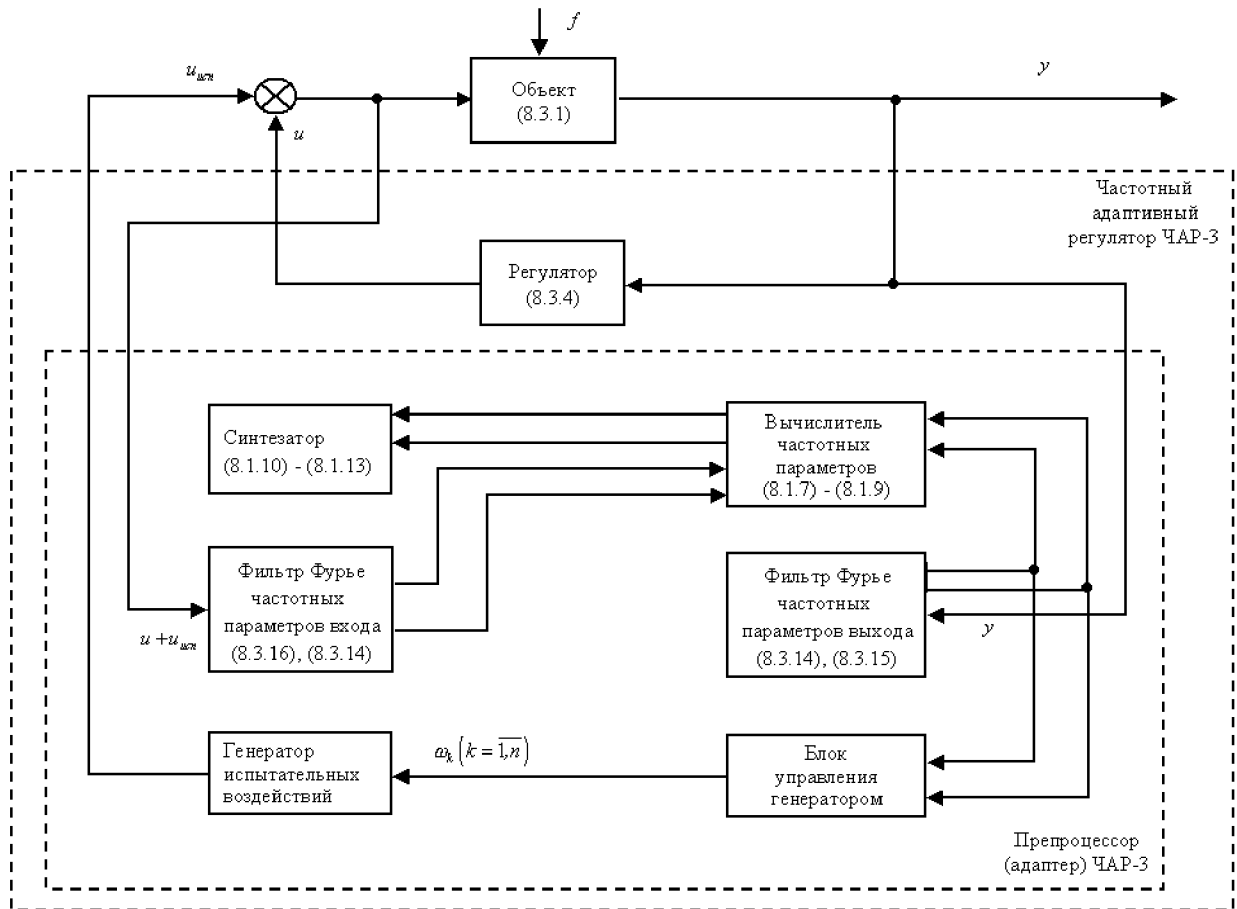 f
u_исп
Объект
(8.3.1)
y
u
Частотный
адаптивный
регулятор ЧАР-3
Регулятор
(8.3.4)
Синтезатор
(8.1.10) - (8.1.13)
Вычислитель
частотных
параметров
(8.1.7) - (8.1.9)
Фильтр Фурье
частотных
параметров входа
(8.3.16), (8.3.14)
u + u_исп
Фильтр Фурье
частотных
параметров выхода
(8.3.14), (8.3.15)
y
Генератор
испытательных
воздействий
ω_k (k = \overline{1,n})
Блок
управления
генератором
Препроцессор
(адаптер) ЧАР-3